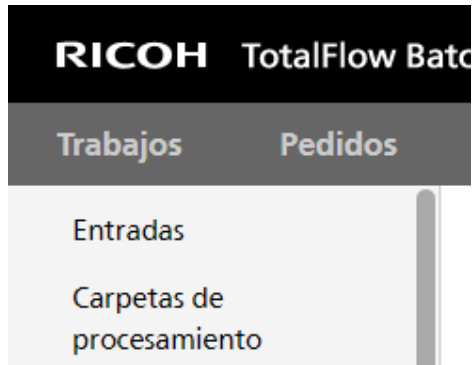 RICOH TotalFlow Batc
Trabajos Pedidos
Entradas
Carpetas de
procesamiento